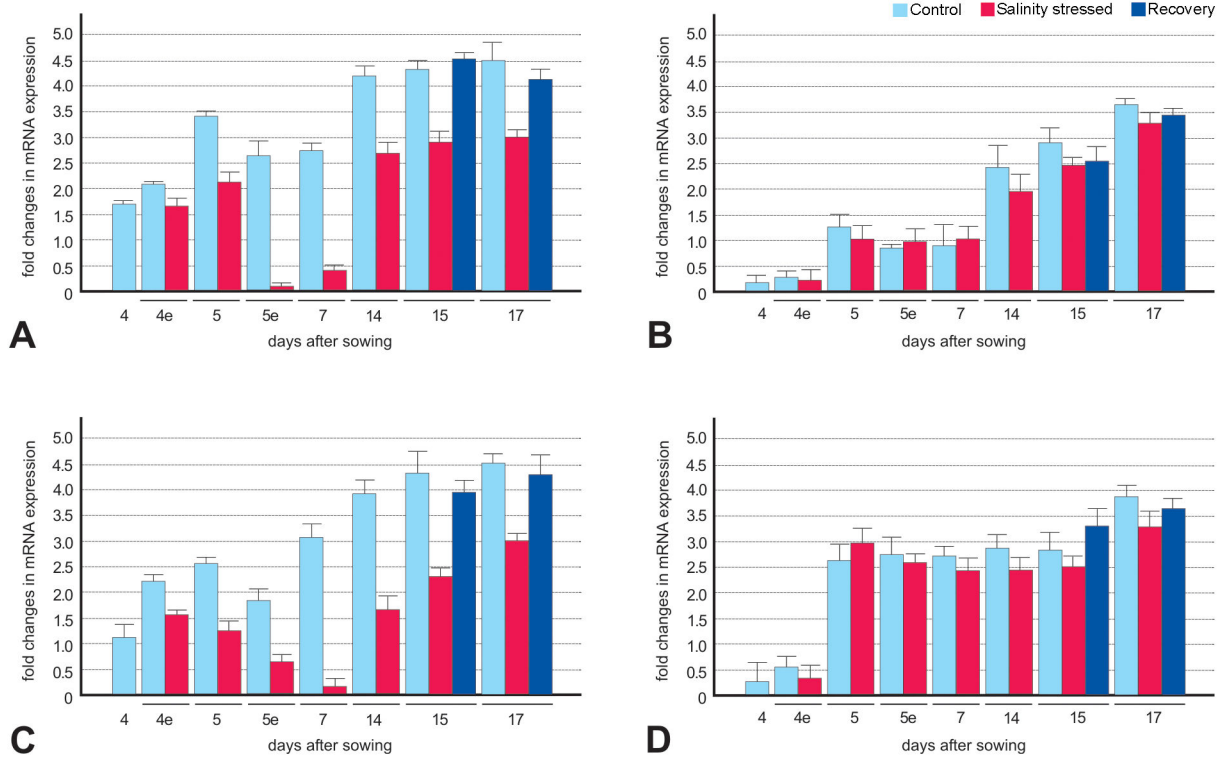 Control Salinity stressed Recovery
fold changes in mRNA expression
5.0
4.5
4.0
3.5
3.0
2.5
2.0
1.5
1.0
0.5
0
4 4e 5 5e 7 14 15 17
days after sowing
A
fold changes in mRNA expression
5.0
4.5
4.0
3.5
3.0
2.5
2.0
1.5
1.0
0.5
0
4 4e 5 5e 7 14 15 17
days after sowing
B
fold changes in mRNA expression
5.0
4.5
4.0
3.5
3.0
2.5
2.0
1.5
1.0
0.5
0
4 4e 5 5e 7 14 15 17
days after sowing
C
fold changes in mRNA expression
5.0
4.5
4.0
3.5
3.0
2.5
2.0
1.5
1.0
0.5
0
4 4e 5 5e 7 14 15 17
days after sowing
D